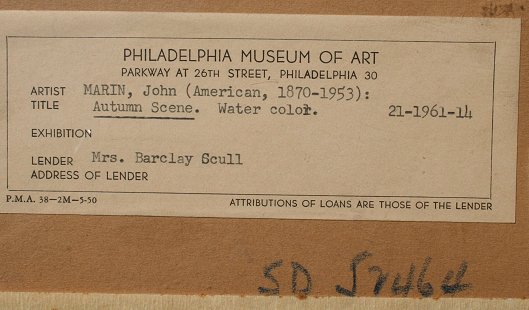 PHILADELPHIA MUSEUM OF ART
PARKWAY AT 26TH STREET, PHILADELPHIA 30
ARTIST MARIN, John (American, 1870-1953):
TITLE Autumn Scene. Water color. 21-1961-14
EXHIBITION
LENDER Mrs. Barclay Scull
ADDRESS OF LENDER
P.M.A. 38—2M—5-50 ATTRIBUTIONS OF LOANS ARE THOSE OF THE LENDER
SD 57464